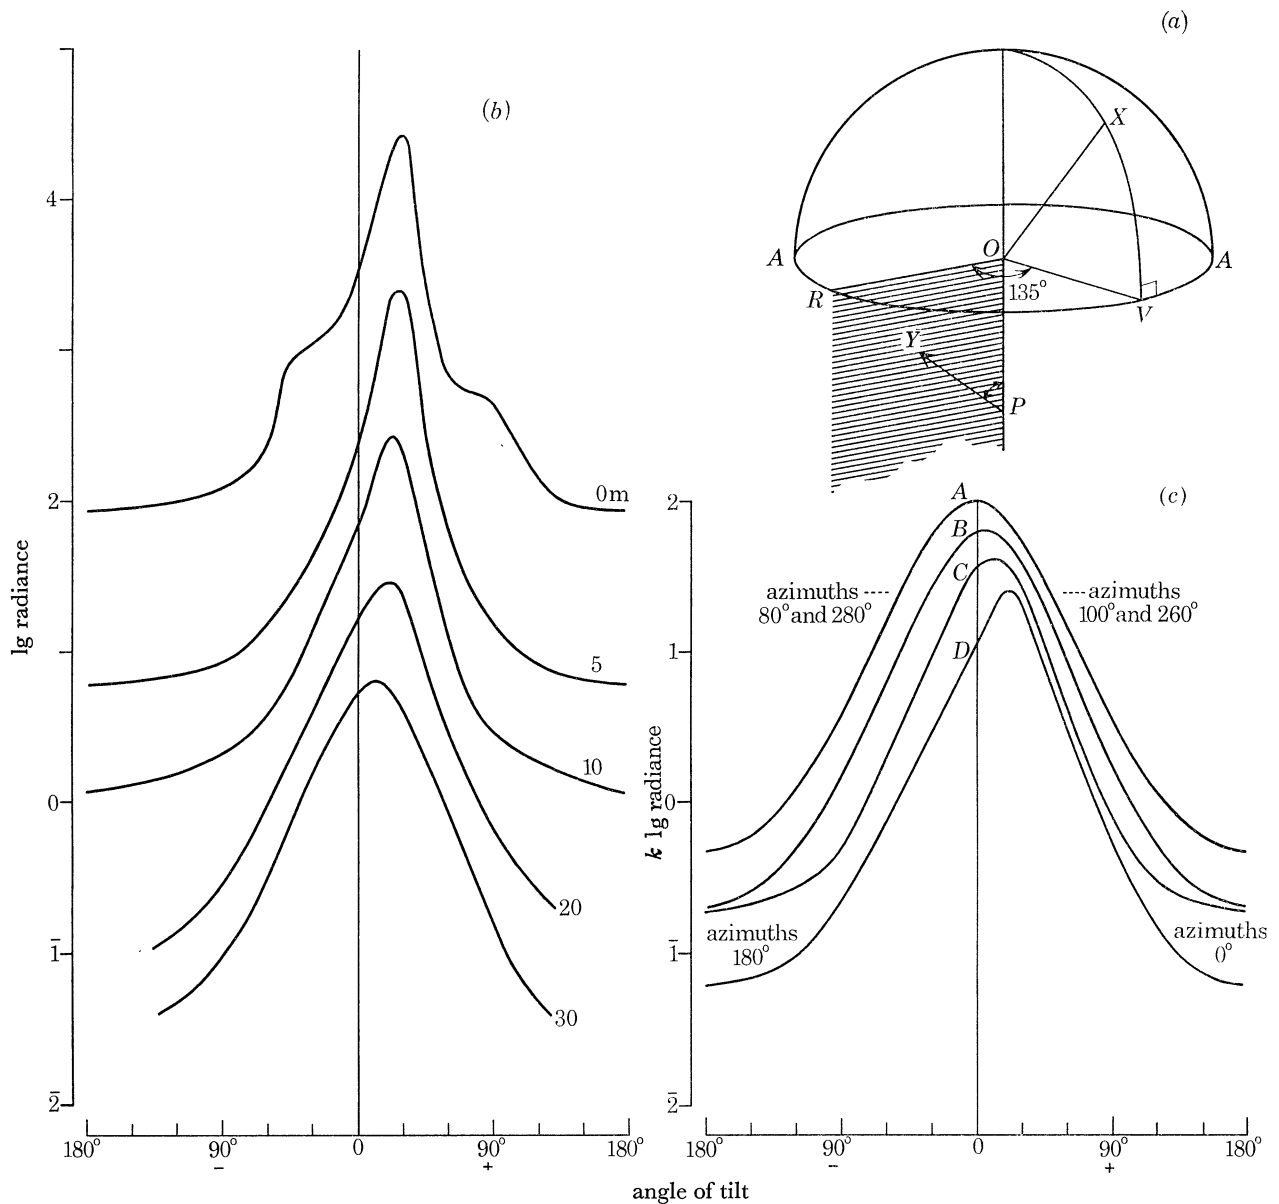 (a)
X
O
A
A
R
135°
V
Y
P
(b)
4
2
0
1̄
2̄
lg radiance
0m
5
10
20
30
180°
90°
−
0
90°
+
180°
(c)
2
1
0
1̄
2̄
k lg radiance
A
B
C
D
azimuths
80° and 280°
azimuths
100° and 260°
azimuths
180°
azimuths
0°
180°
90°
−
0
90°
+
180°
angle of tilt